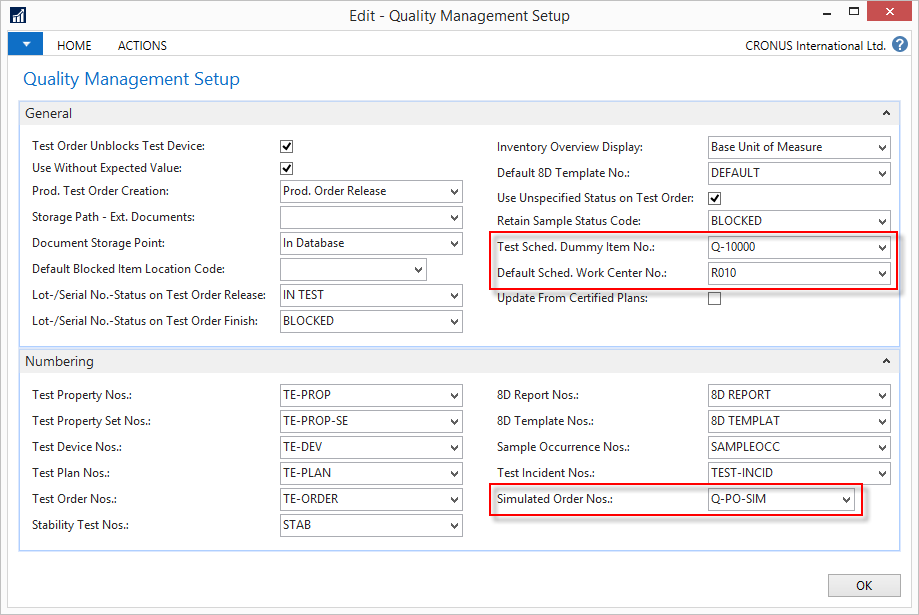 Edit - Quality Management Setup
HOME ACTIONS CRONUS International Ltd. ?
Quality Management Setup
General
Test Order Unblocks Test Device:
Use Without Expected Value:
Prod. Test Order Creation: Prod. Order Release
Storage Path - Ext. Documents:
Document Storage Point: In Database
Default Blocked Item Location Code:
Lot-/Serial No.-Status on Test Order Release: IN TEST
Lot-/Serial No.-Status on Test Order Finish: BLOCKED
Inventory Overview Display: Base Unit of Measure
Default 8D Template No.: DEFAULT
Use Unspecified Status on Test Order:
Retain Sample Status Code: BLOCKED
Test Sched. Dummy Item No.: Q-10000
Default Sched. Work Center No.: R010
Update From Certified Plans:
Numbering
Test Property Nos.: TE-PROP
Test Property Set Nos.: TE-PROP-SE
Test Device Nos.: TE-DEV
Test Plan Nos.: TE-PLAN
Test Order Nos.: TE-ORDER
Stability Test Nos.: STAB
8D Report Nos.: 8D REPORT
8D Template Nos.: 8D TEMPLAT
Sample Occurrence Nos.: SAMPLEOCC
Test Incident Nos.: TEST-INCID
Simulated Order Nos.: Q-PO-SIM
OK